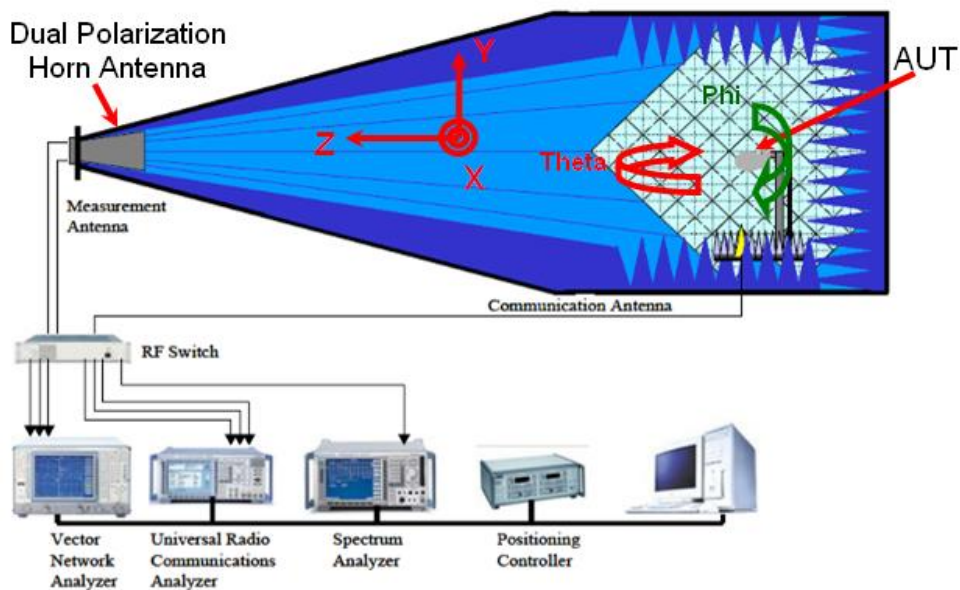 Dual Polarization
Horn Antenna
Y
AUT
Phi
Z
X
Theta
Measurement
Antenna
Communication Antenna
RF Switch
Vector
Network
Analyzer
Universal Radio
Communications
Analyzer
Spectrum
Analyzer
Positioning
Controller